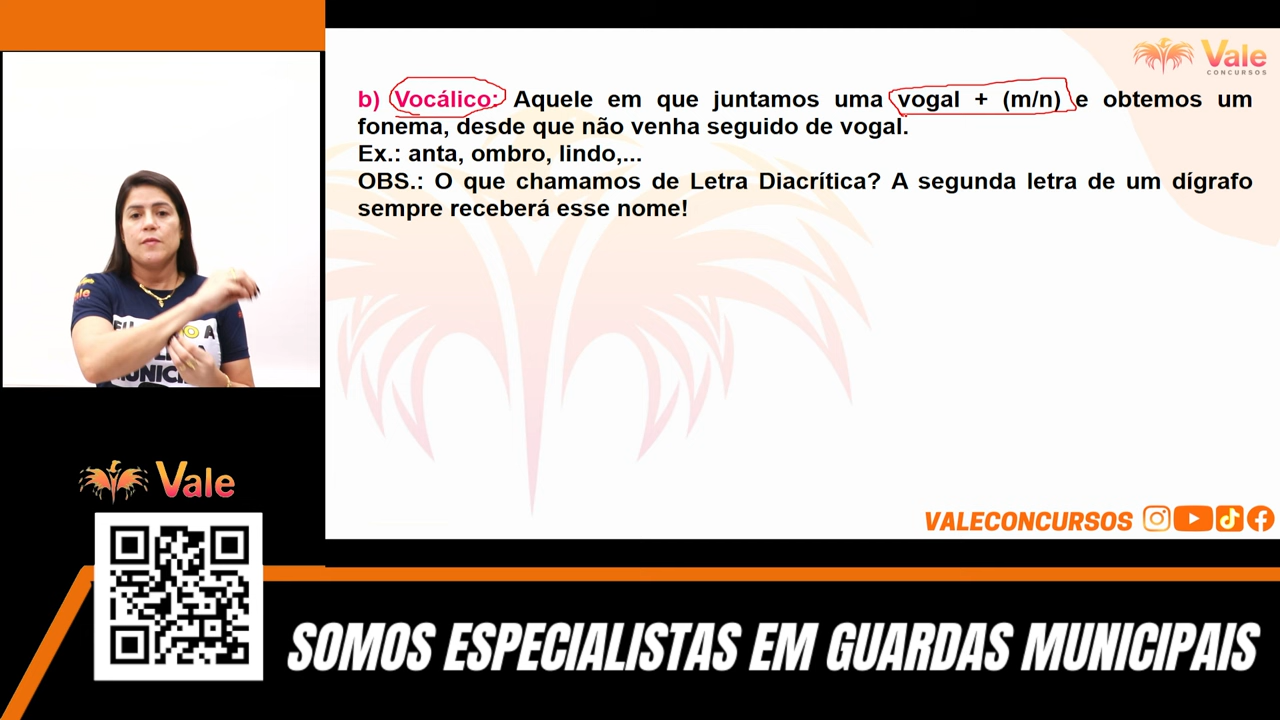 Vale
CONCURSOS
b) Vocálico: Aquele em que juntamos uma vogal + (m/n) e obtemos um
fonema, desde que não venha seguido de vogal.
Ex.: anta, ombro, lindo,...
OBS.: O que chamamos de Letra Diacrítica? A segunda letra de um dígrafo
sempre receberá esse nome!
Vale
VALECONCURSOS
SOMOS ESPECIALISTAS EM GUARDAS MUNICIPAIS